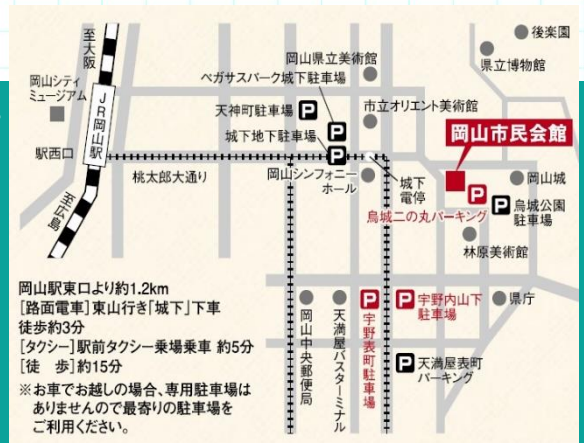 至大阪
後楽園
岡山県立美術館
県立博物館
ペガサスパーク城下駐車場
岡山シティ
ミュージアム
JR岡山駅
天神町駐車場
P
P
市立オリエント美術館
城下地下駐車場
P
岡山市民会館
駅西口
桃太郎大通り
岡山シンフォニー
ホール
城下
電停
岡山城
P
烏城二の丸パーキング
P
烏城公園
駐車場
至広島
林原美術館
岡山駅東口より約1.2km
[路面電車]東山行き「城下」下車
徒歩約3分
[タクシー]駅前タクシー乗場乗車 約5分
[徒 歩]約15分
※お車でお越しの場合、専用駐車場は
ありませんので最寄りの駐車場を
ご利用ください。
岡山中央郵便局
天満屋バスターミナル
P
宇野表町駐車場
P
宇野内山下
駐車場
県庁
P
天満屋表町
パーキング